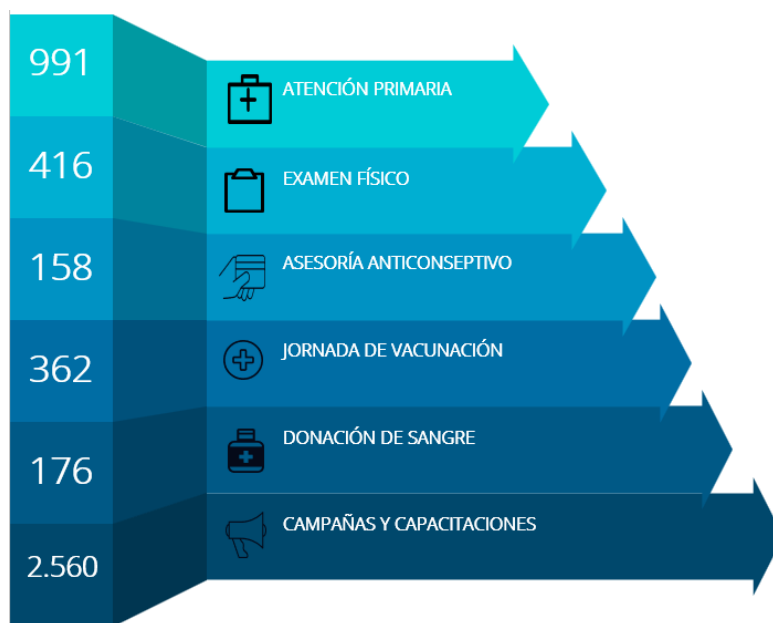 991
ATENCIÓN PRIMARIA
416
EXAMEN FÍSICO
158
ASESORÍA ANTICONSEPTIVO
362
JORNADA DE VACUNACIÓN
176
DONACIÓN DE SANGRE
2.560
CAMPAÑAS Y CAPACITACIONES